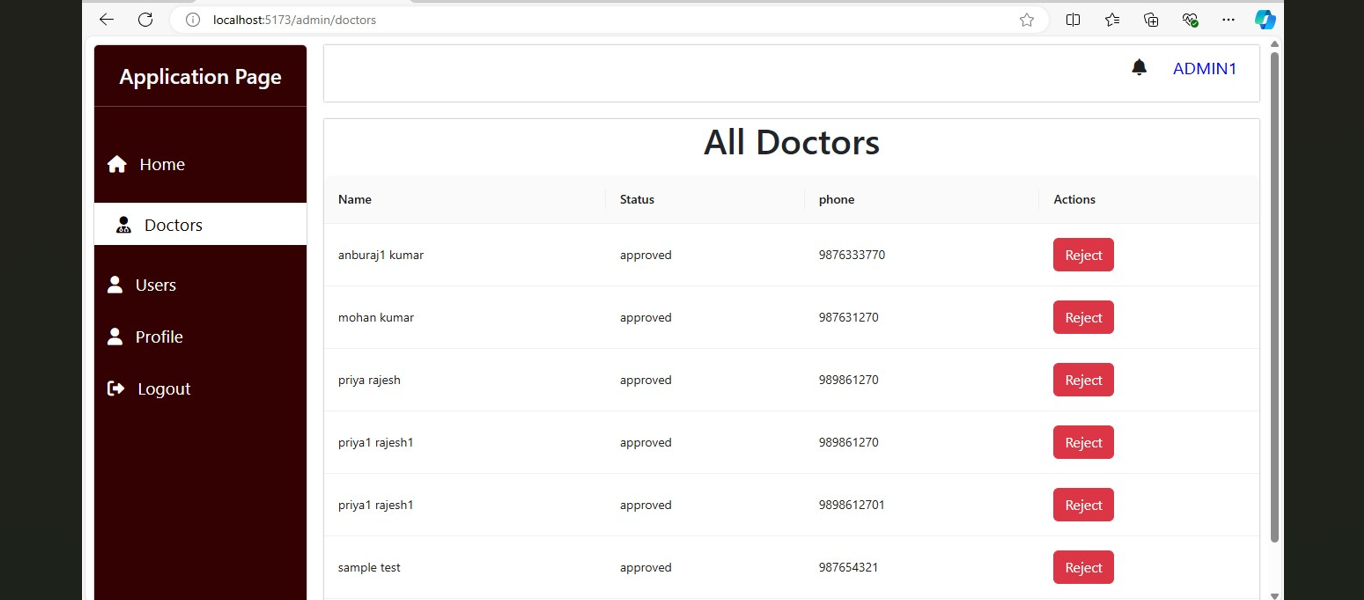 localhost:5173/admin/doctors
Application Page
Home
Doctors
Users
Profile
Logout
ADMIN1
All Doctors
Name Status phone Actions
anburaj1 kumar approved 9876333770 Reject
mohan kumar approved 987631270 Reject
priya rajesh approved 989861270 Reject
priya1 rajesh1 approved 989861270 Reject
priya1 rajesh1 approved 9898612701 Reject
sample test approved 987654321 Reject